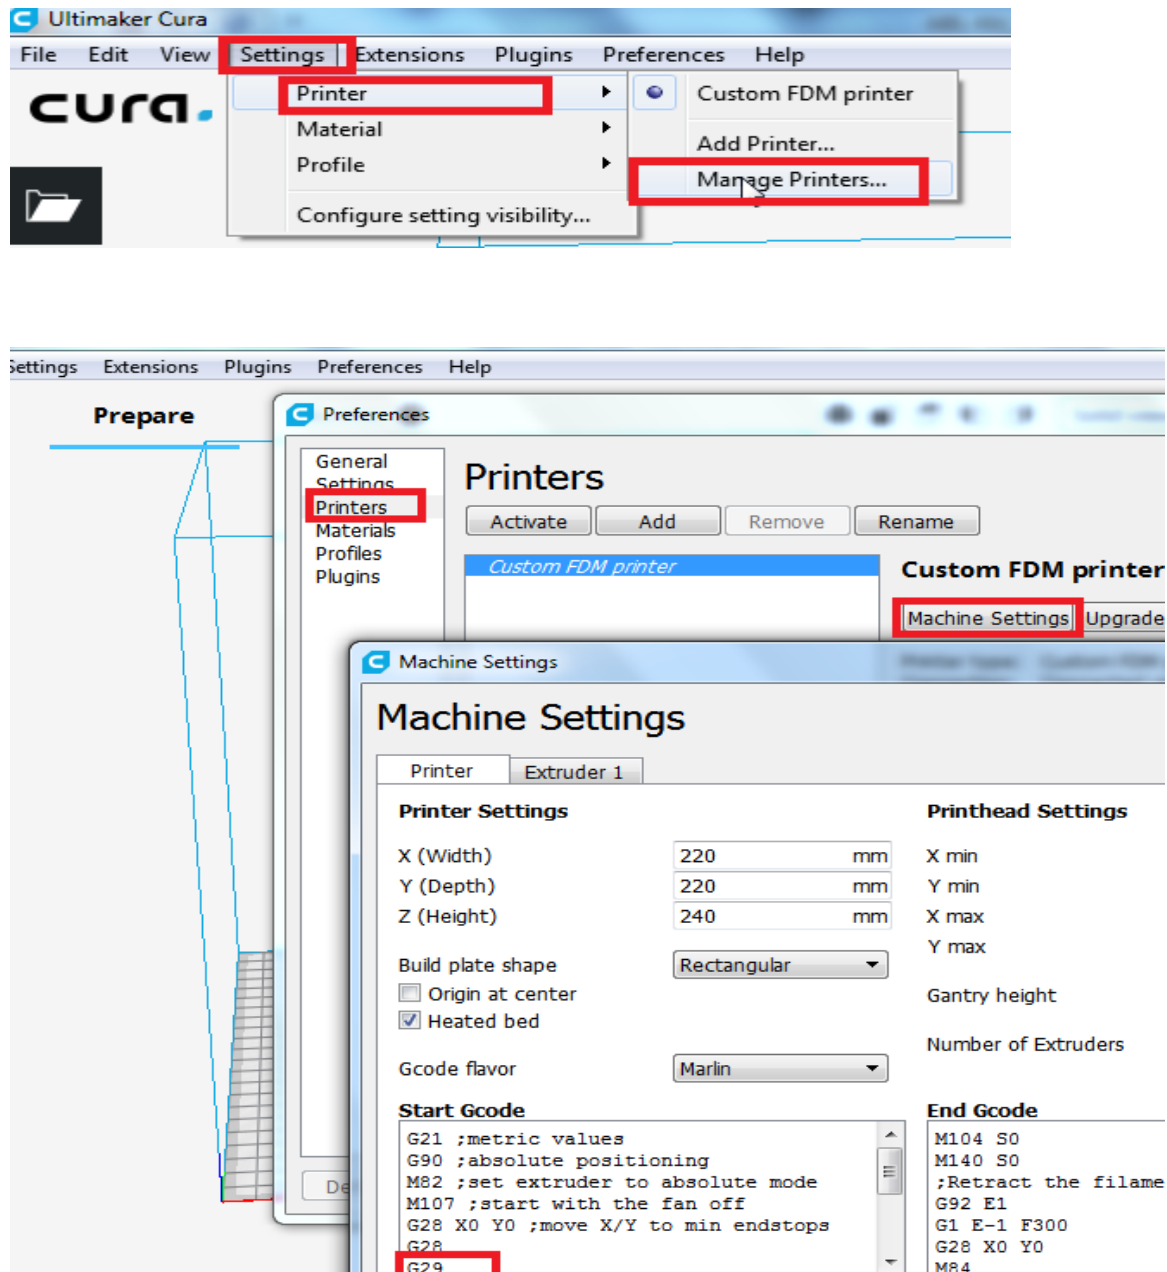 Ultimaker Cura
File Edit View Settings Extensions Plugins Preferences Help
cura.
Printer
Custom FDM printer
Material
Add Printer...
Profile
Manage Printers...
Configure setting visibility...
Settings Extensions Plugins Preferences Help
Prepare
Preferences
General
Settings
Printers
Materials
Profiles
Plugins
Printers
Activate Add Remove Rename
Custom FDM printer
Custom FDM printer
Machine Settings Upgrade
Machine Settings
Machine Settings
Printer Extruder 1
Printer Settings
X (Width) 220 mm
Y (Depth) 220 mm
Z (Height) 240 mm
Build plate shape Rectangular
Origin at center
Heated bed
Gcode flavor Marlin
Printhead Settings
X min
Y min
X max
Y max
Gantry height
Number of Extruders
Start Gcode
G21 ;metric values
G90 ;absolute positioning
M82 ;set extruder to absolute mode
M107 ;start with the fan off
G28 X0 Y0 ;move X/Y to min endstops
G28
G29
End Gcode
M104 S0
M140 S0
;Retract the filame
G92 E1
G1 E-1 F300
G28 X0 Y0
M84
De